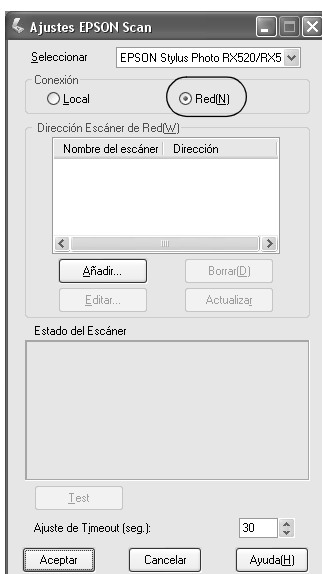 Ajustes EPSON Scan
Seleccionar EPSON Stylus Photo RX520/RX5
Conexión
Local Red(N)
Dirección Escáner de Red(W)
Nombre del escáner Dirección
Añadir... Borrar(D)
Editar... Actualizar
Estado del Escáner
Test
Ajuste de Timeout (seg.): 30
Aceptar Cancelar Ayuda(H)